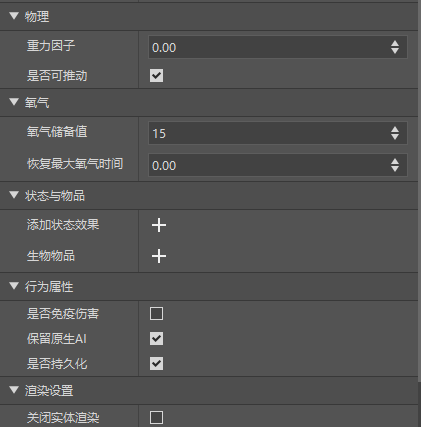 物理
重力因子 0.00
是否可推动
氧气
氧气储备值 15
恢复最大氧气时间 0.00
状态与物品
添加状态效果
生物物品
行为属性
是否免疫伤害
保留原生AI
是否持久化
渲染设置
关闭实体渲染